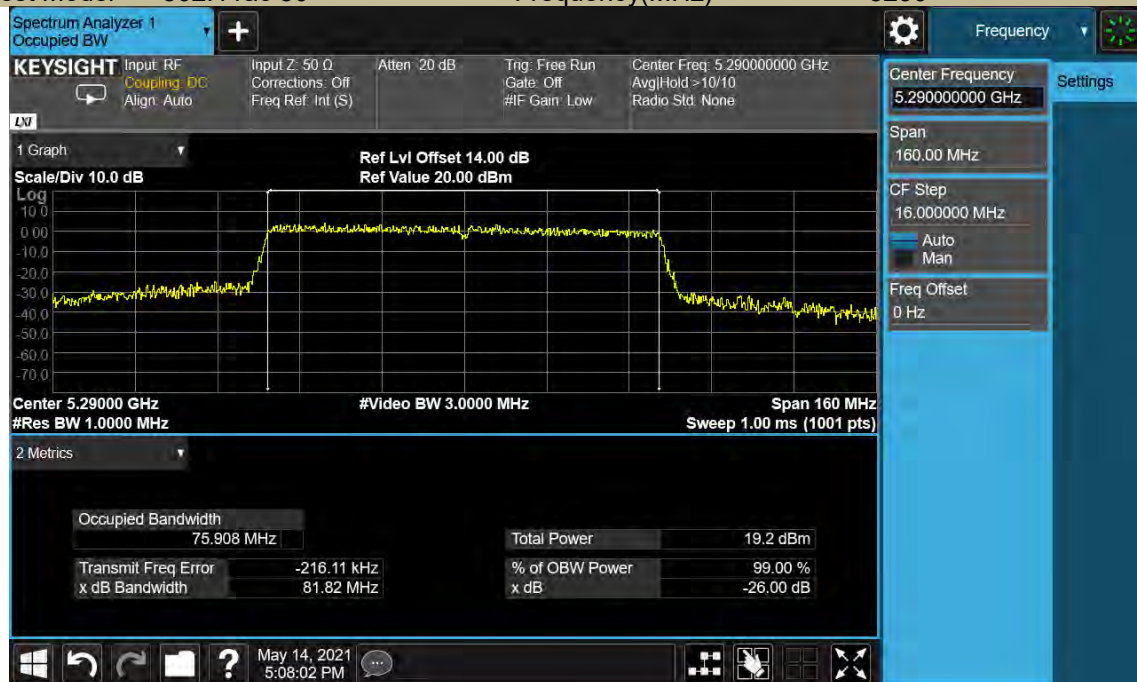 Spectrum Analyzer 1
Occupied BW
+
Frequency
KEYSIGHT
Input: RF
Coupling: DC
Align: Auto
Input Z: 50 Ω
Corrections: Off
Freq Ref: Int (S)
Atten: 20 dB
Trig: Free Run
Gate: Off
#IF Gain: Low
Center Freq: 5.290000000 GHz
Avg|Hold >10/10
Radio Std: None
LXI
Center Frequency
5.290000000 GHz
Settings
Span
160.00 MHz
CF Step
16.000000 MHz
Auto
Man
Freq Offset
0 Hz
1 Graph
Scale/Div 10.0 dB
Ref Lvl Offset 14.00 dB
Ref Value 20.00 dBm
Log
10.0
0.00
-10.0
-20.0
-30.0
-40.0
-50.0
-60.0
-70.0
Center 5.29000 GHz
#Res BW 1.0000 MHz
#Video BW 3.0000 MHz
Span 160 MHz
Sweep 1.00 ms (1001 pts)
2 Metrics
Occupied Bandwidth
75.908 MHz
Total Power 19.2 dBm
Transmit Freq Error -216.11 kHz
% of OBW Power 99.00 %
x dB Bandwidth 81.82 MHz
x dB -26.00 dB
?
May 14, 2021
5:08:02 PM